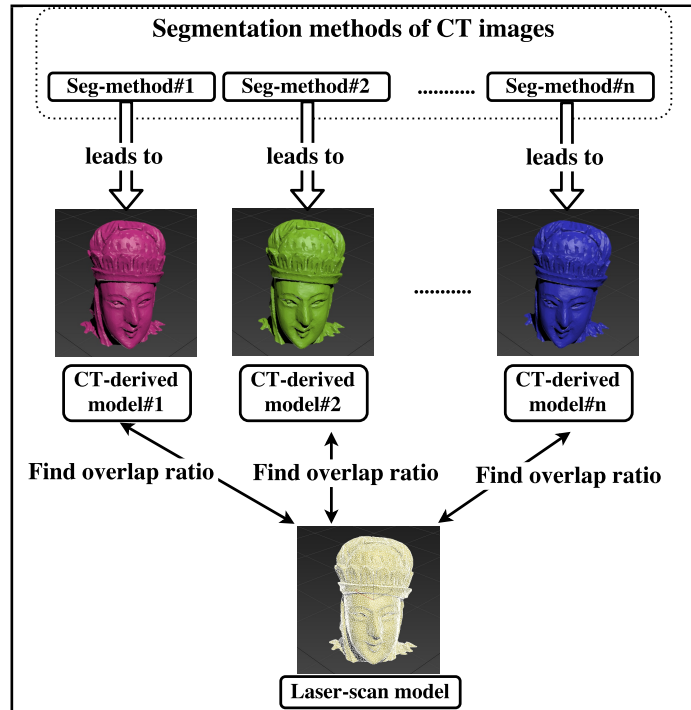 Segmentation methods of CT images
Seg-method#1 Seg-method#2 ........... Seg-method#n
leads to leads to leads to
...........
CT-derived model#1
CT-derived model#2
CT-derived model#n
Find overlap ratio Find overlap ratio Find overlap ratio
Laser-scan model